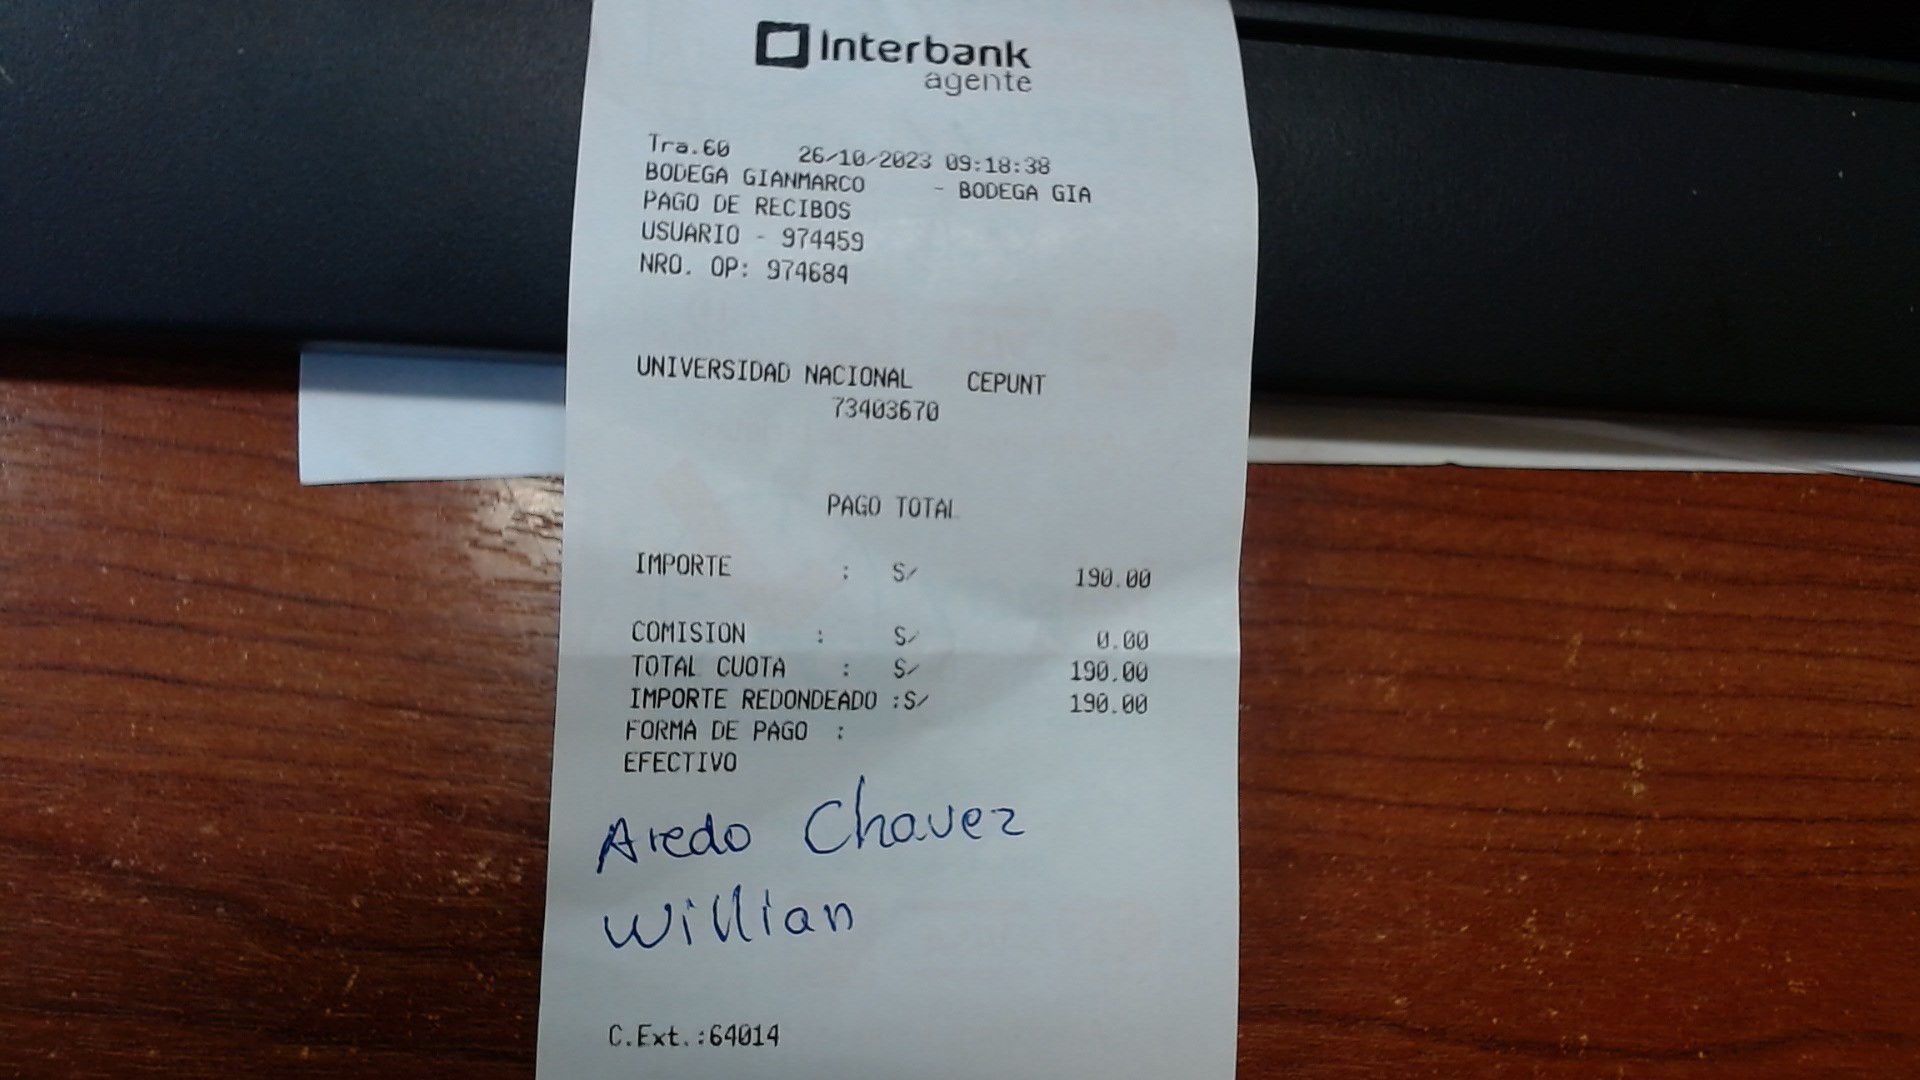 Interbank
agente
Tra.60 26/10/2023 09:18:38
BODEGA GIANMARCO - BODEGA GIA
PAGO DE RECIBOS
USUARIO - 974459
NRO. OP: 974684
UNIVERSIDAD NACIONAL CEPUNT
73403670
PAGO TOTAL
IMPORTE : S/ 190.00
COMISION : S/ 0.00
TOTAL CUOTA : S/ 190.00
IMPORTE REDONDEADO :S/ 190.00
FORMA DE PAGO :
EFECTIVO
Aredo Chavez
Willian
C.Ext.:64014